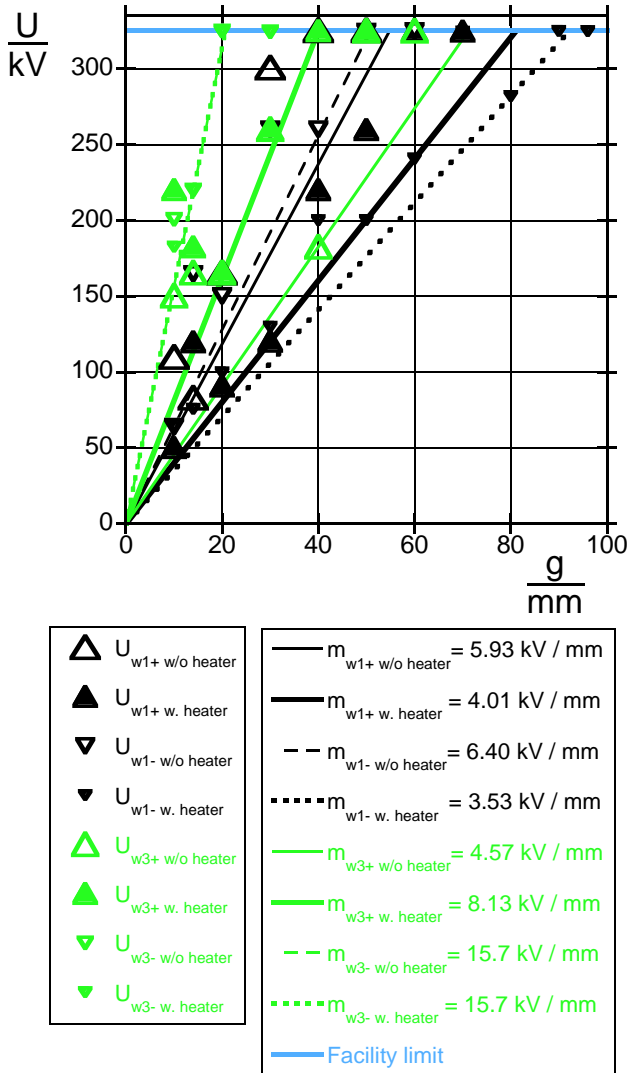 U
kV
300
250
200
150
100
50
0
0 20 40 60 80 100
g
mm
U w1+ w/o heater
U w1+ w. heater
U w1- w/o heater
U w1- w. heater
U w3+ w/o heater
U w3+ w. heater
U w3- w/o heater
U w3- w. heater
m w1+ w/o heater = 5.93 kV / mm
m w1+ w. heater = 4.01 kV / mm
m w1- w/o heater = 6.40 kV / mm
m w1- w. heater = 3.53 kV / mm
m w3+ w/o heater = 4.57 kV / mm
m w3+ w. heater = 8.13 kV / mm
m w3- w/o heater = 15.7 kV / mm
m w3- w. heater = 15.7 kV / mm
Facility limit